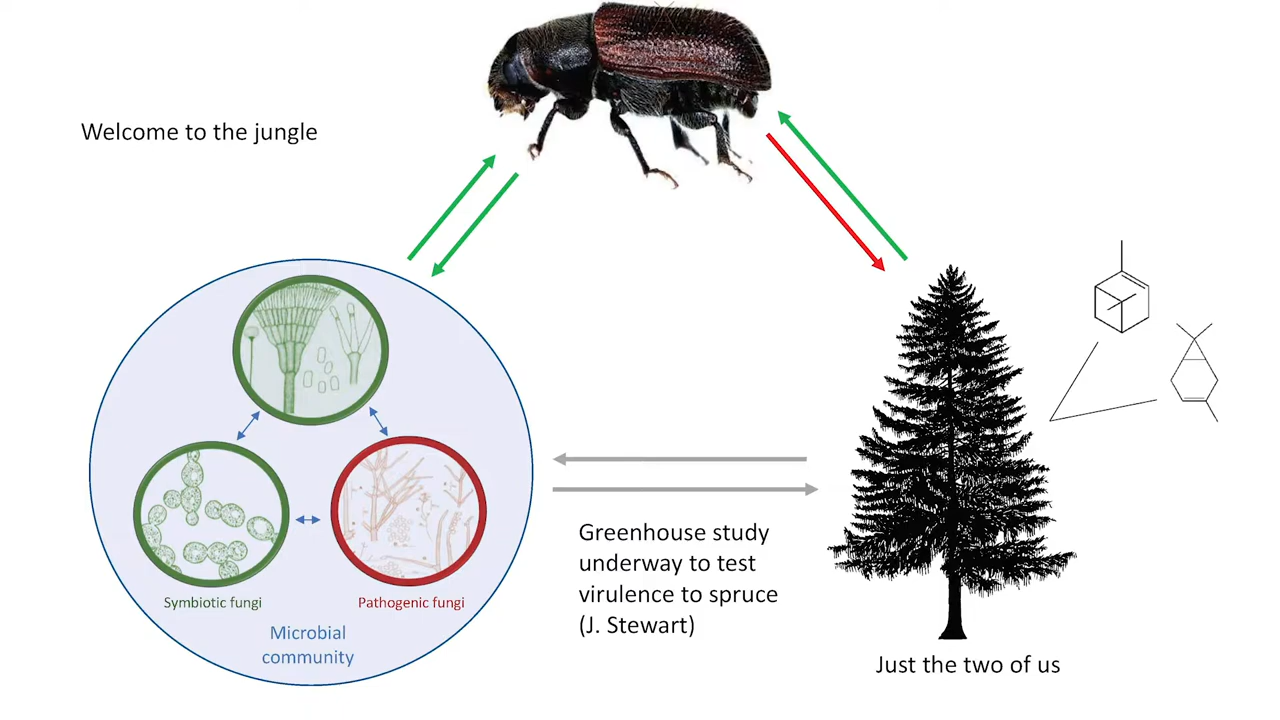 Welcome to the jungle
Symbiotic fungi
Pathogenic fungi
Microbial
community
Greenhouse study
underway to test
virulence to spruce
(J. Stewart)
Just the two of us